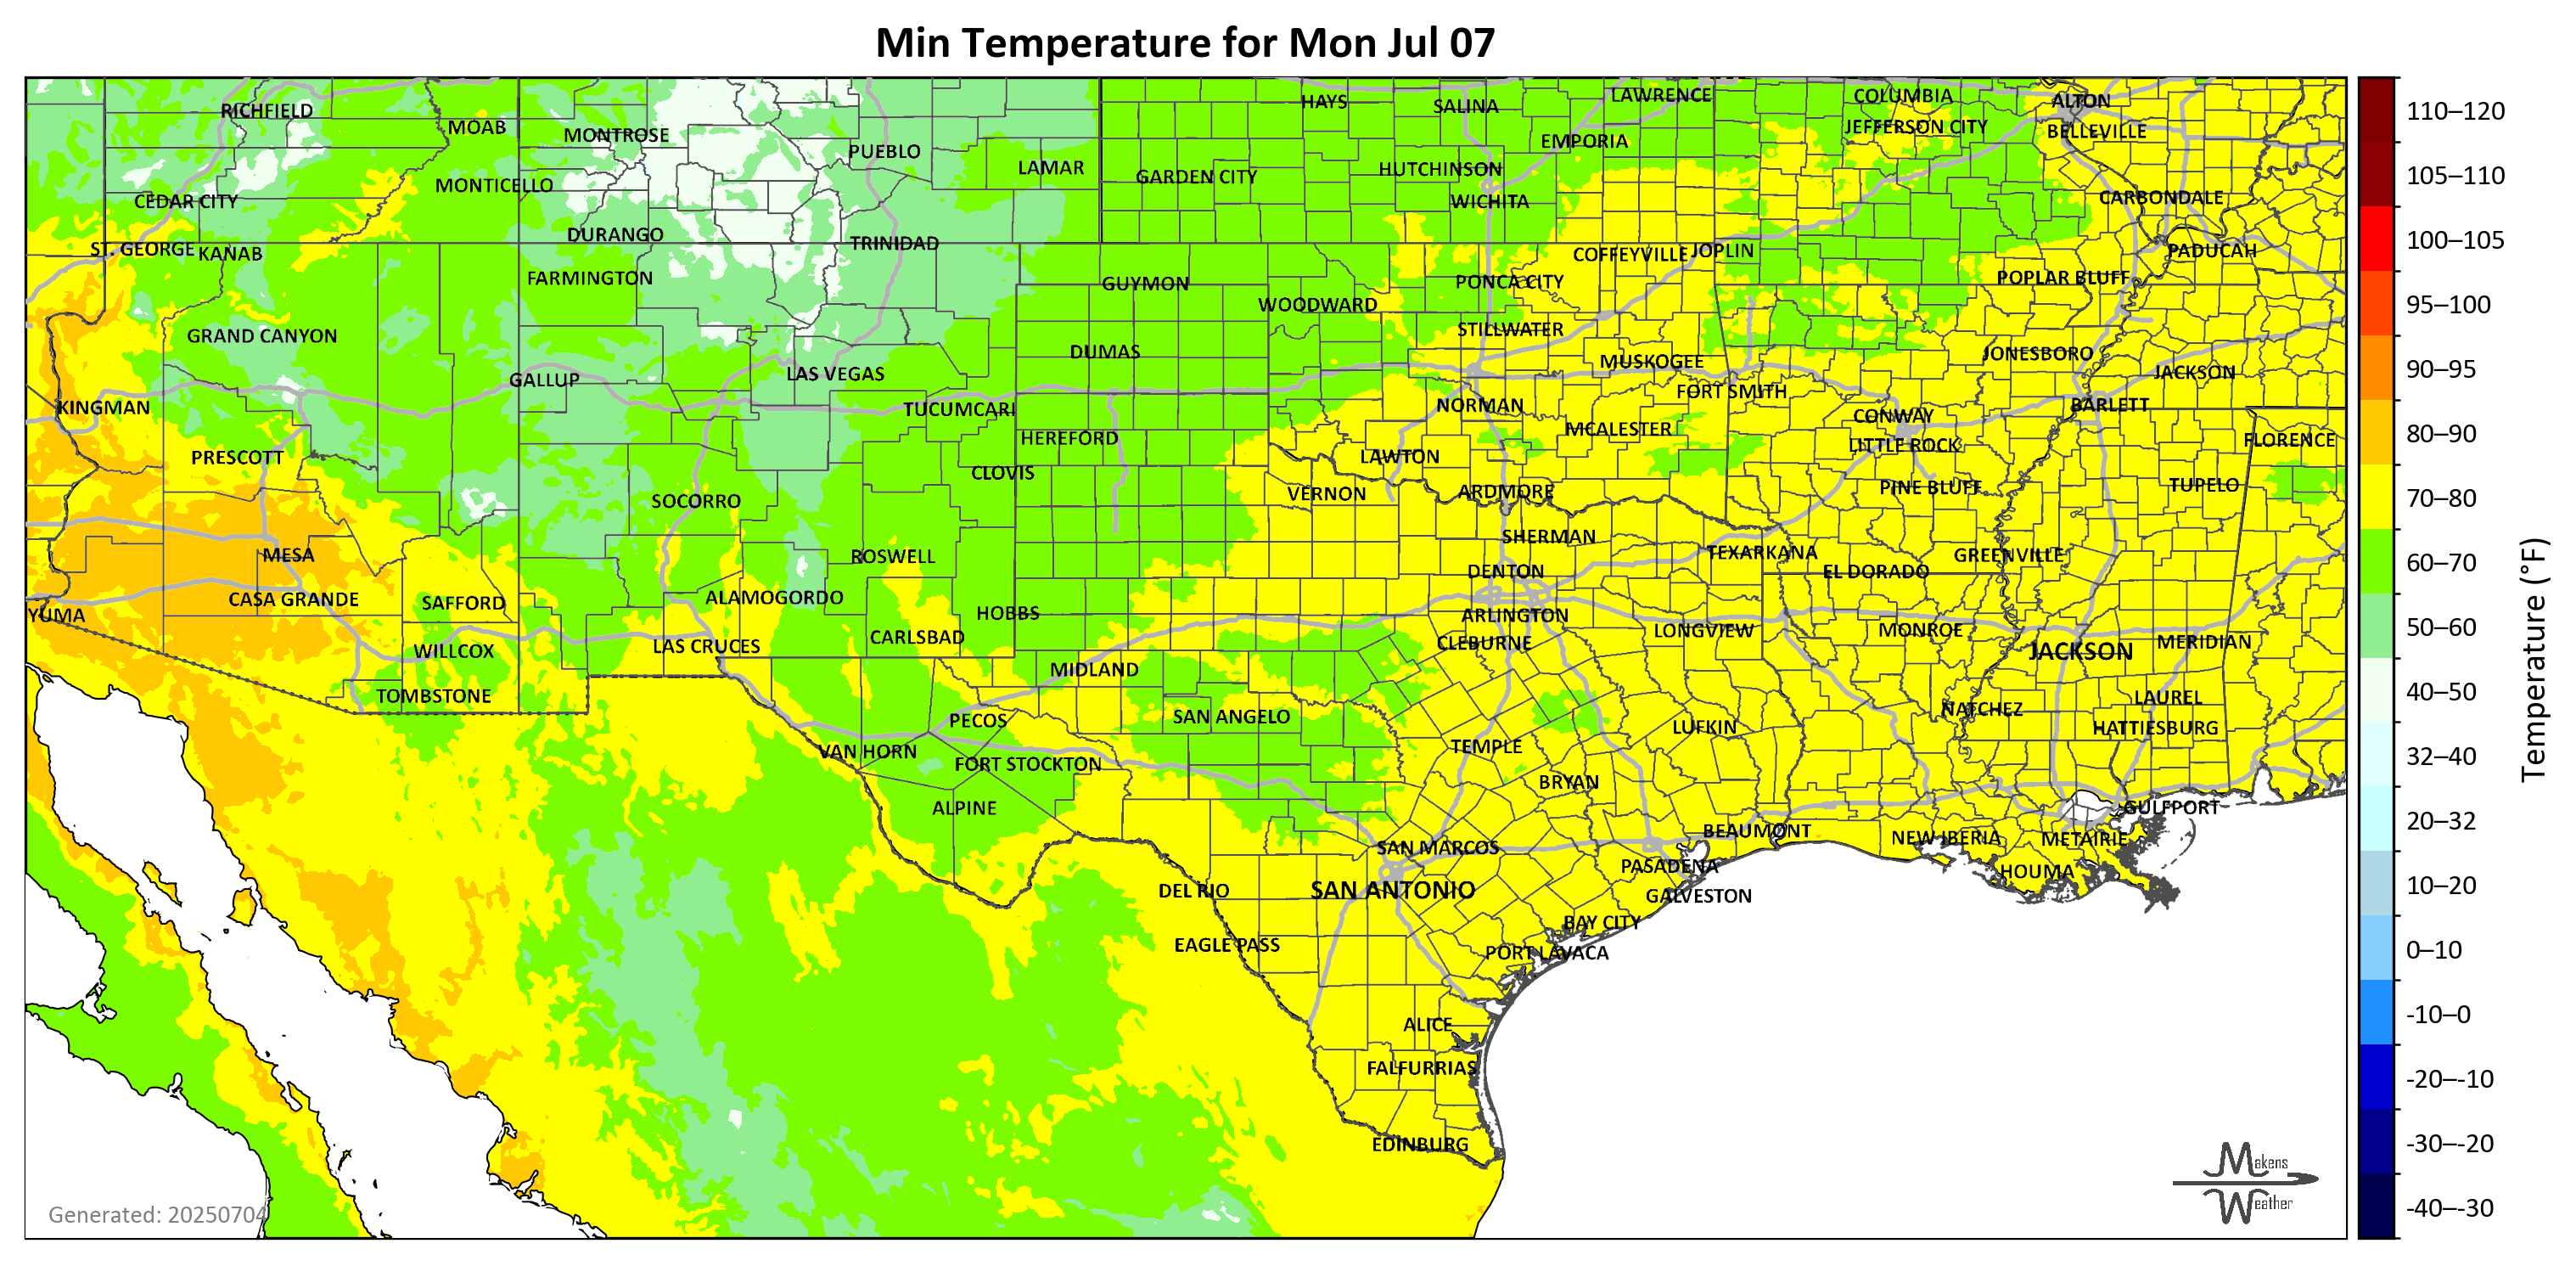 Min Temperature for Mon Jul 07
RICHFIELD
MOAB
MONTROSE
PUEBLO
LAMAR
HAYS
SALINA
LAWRENCE
COLUMBIA
ALTON
EMPORIA
JEFFERSON CITY
BELLEVILLE
MONTICELLO
GARDEN CITY
HUTCHINSON
CEDAR CITY
WICHITA
CARBONDALE
DURANGO
TRINIDAD
ST. GEORGE
KANAB
COFFEYVILLE
JOPLIN
PADUCAH
FARMINGTON
GUYMON
PONCA CITY
POPLAR BLUFF
WOODWARD
GRAND CANYON
STILLWATER
DUMAS
MUSKOGEE
JONESBORO
GALLUP
LAS VEGAS
FORT SMITH
JACKSON
KINGMAN
TUCUMCARI
NORMAN
CONWAY
BARLETT
HEREFORD
MCALESTER
LITTLE ROCK
FLORENCE
PRESCOTT
CLOVIS
LAWTON
SOCORRO
VERNON
ARDMORE
PINE BLUFF
TUPELO
SHERMAN
MESA
ROSWELL
TEXARKANA
GREENVILLE
DENTON
EL DORADO
YUMA
CASA GRANDE
SAFFORD
ALAMOGORDO
HOBBS
ARLINGTON
WILLCOX
LAS CRUCES
CARLSBAD
CLEBURNE
LONGVIEW
MONROE
JACKSON
MERIDIAN
MIDLAND
TOMBSTONE
PECOS
SAN ANGELO
LUFKIN
NATCHEZ
LAUREL
HATTIESBURG
VAN HORN
FORT STOCKTON
TEMPLE
BRYAN
ALPINE
GULFPORT
SAN MARCOS
BEAUMONT
NEW IBERIA
METAIRIE
DEL RIO
SAN ANTONIO
PASADENA
HOUMA
GALVESTON
EAGLE PASS
BAY CITY
PORT LAVACA
ALICE
FALFURRIAS
EDINBURG
Generated: 20250704
Makens
Weather
110–120
105–110
100–105
95–100
90–95
80–90
70–80
60–70
50–60
40–50
32–40
20–32
10–20
0–10
-10–0
-20–-10
-30–-20
-40–-30
Temperature (°F)